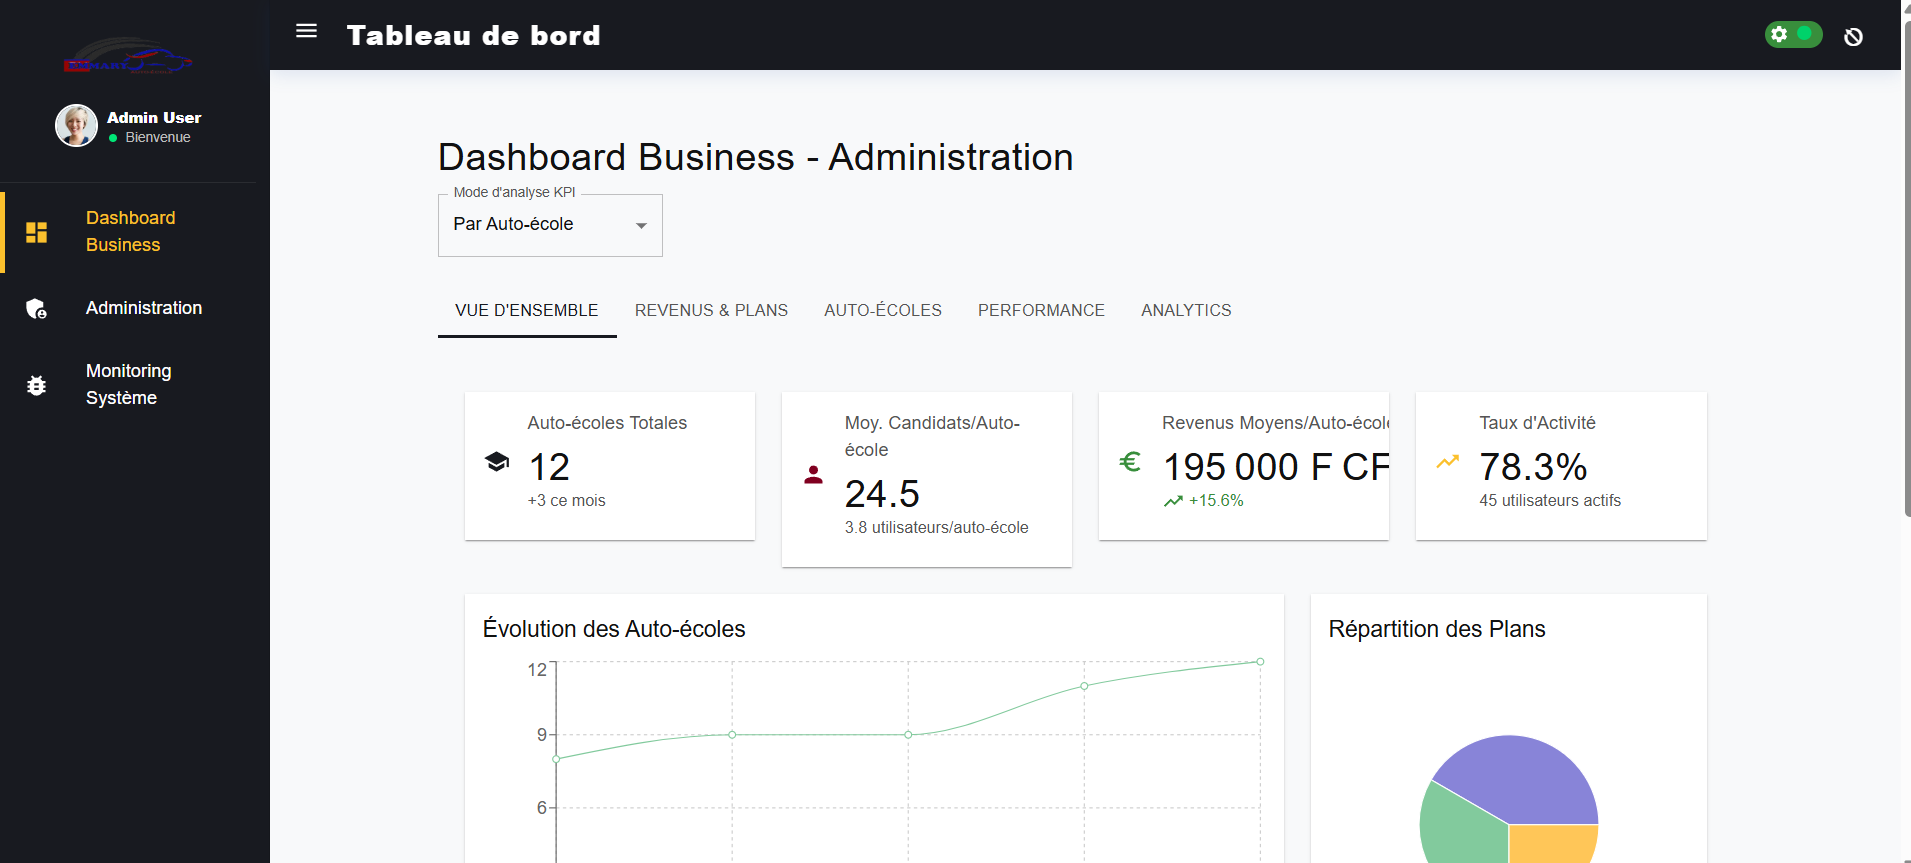 Tableau de bord
Admin User
Bienvenue
Dashboard
Business
Administration
Monitoring
Système
Dashboard Business - Administration
Mode d'analyse KPI
Par Auto-école
VUE D'ENSEMBLE REVENUS & PLANS AUTO-ÉCOLES PERFORMANCE ANALYTICS
Auto-écoles Totales
12
+3 ce mois
Moy. Candidats/Auto-
école
24.5
3.8 utilisateurs/auto-école
Revenus Moyens/Auto-école
195 000 F CF
+15.6%
Taux d'Activité
78.3%
45 utilisateurs actifs
Évolution des Auto-écoles
12
9
6
Répartition des Plans